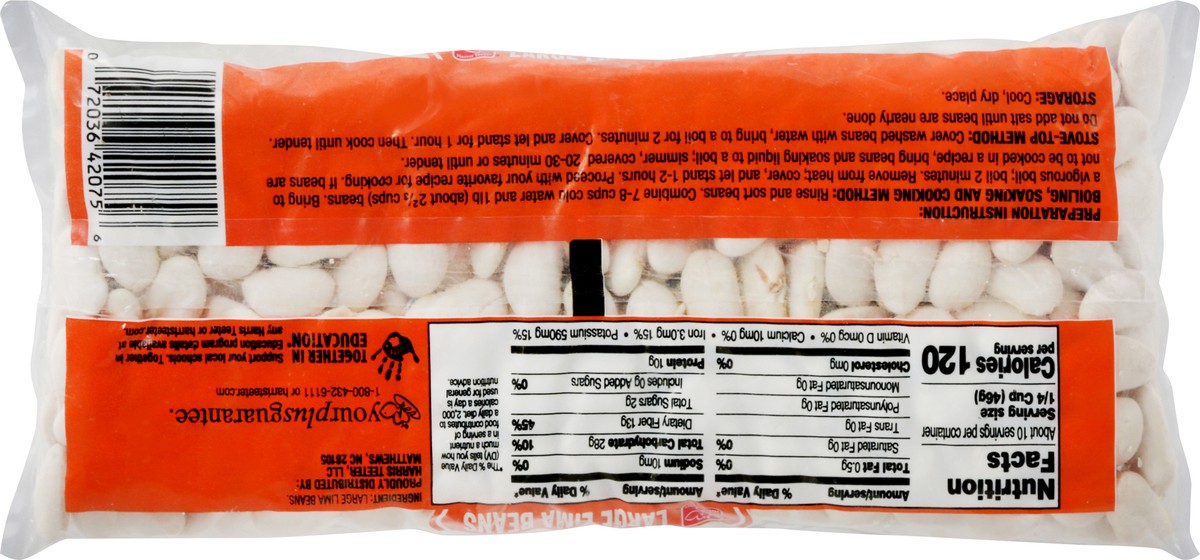 LARGE LIMA BEANS
Nutrition
Facts
About 10 servings per container
Serving size
1/4 Cup (46g)
Calories 120
per serving
Amount/serving % Daily Value*
Total Fat 0.5g
Saturated Fat 0g 0%
Trans Fat 0g
Polyunsaturated Fat 0g
Monounsaturated Fat 0g
Cholesterol 0mg 0%
Amount/serving % Daily Value*
Sodium 10mg 0%
Total Carbohydrate 28g 10%
Dietary Fiber 13g 45%
Total Sugars 2g
Includes 0g Added Sugars 0%
Protein 10g
Vitamin D 0mcg 0% • Calcium 10mg 0% • Iron 3.0mg 15% • Potassium 590mg 15%
*The % Daily Value
(DV) tells you how
much a nutrient
in a serving of
food contributes to
a daily diet. 2,000
calories a day is
used for general
nutrition advice.
INGREDIENT: LARGE LIMA BEANS
PROUDLY DISTRIBUTED BY:
HARRIS TEETER, LLC
MATTHEWS, NC 28105
yourplusguarantee.
1-800-432-6111 harristeeter.com
TOGETHER IN
EDUCATION®
Support your local schools. Together in
Education program details available at
any Harris Teeter or harristeeter.com.
PREPARATION INSTRUCTION:
BOILING, SOAKING AND COOKING METHOD: Rinse and sort beans. Combine 7-8 cups cold water and 1lb (about 2⅔ cups) beans. Bring to
a vigorous boil; boil 2 minutes. Remove from heat; cover, and let stand 1-2 hours. Proceed with your favorite recipe for cooking. If beans are
not to be cooked in a recipe, bring beans and soaking liquid to a boil; simmer, covered 20-30 minutes or until tender.
STOVE-TOP METHOD: Cover washed beans with water, bring to a boil for 2 minutes. Cover and let stand for 1 hour. Then cook until tender.
Do not add salt until beans are nearly done.
STORAGE: Cool, dry place.
0 72036 42075 6